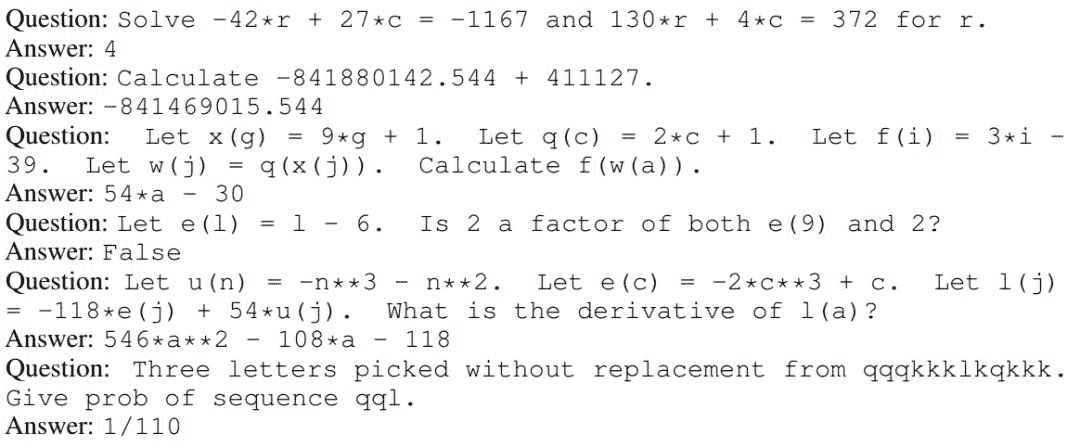 Question: Solve -42*r + 27*c = -1167 and 130*r + 4*c = 372 for r.
Answer: 4
Question: Calculate -841880142.544 + 411127.
Answer: -841469015.544
Question: Let x(g) = 9*g + 1. Let q(c) = 2*c + 1. Let f(i) = 3*i -
39. Let w(j) = q(x(j)). Calculate f(w(a)).
Answer: 54*a - 30
Question: Let e(l) = l - 6. Is 2 a factor of both e(9) and 2?
Answer: False
Question: Let u(n) = -n**3 - n**2. Let e(c) = -2*c**3 + c. Let l(j)
= -118*e(j) + 54*u(j). What is the derivative of l(a)?
Answer: 546*a**2 - 108*a - 118
Question: Three letters picked without replacement from qqqkkklkqkkk.
Give prob of sequence qql.
Answer: 1/110